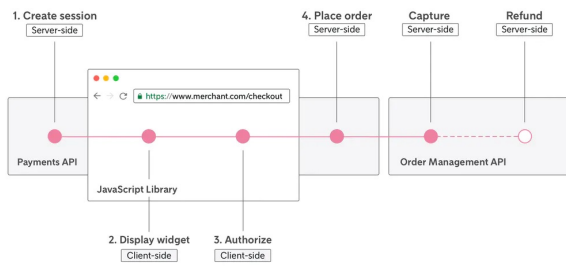 1. Create session
Server-side
4. Place order
Server-side
Capture
Server-side
Refund
Server-side
https://www.merchant.com/checkout
Payments API
JavaScript Library
Order Management API
2. Display widget
Client-side
3. Authorize
Client-side